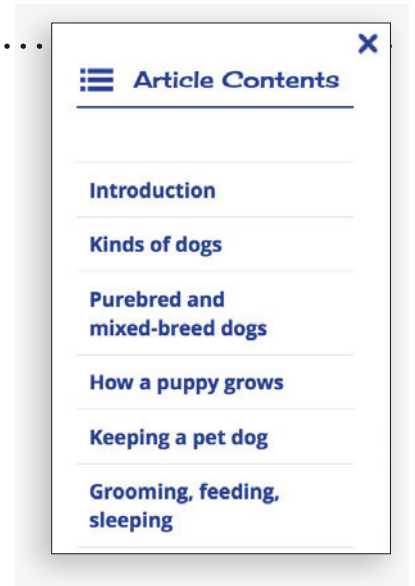 Article Contents
Introduction
Kinds of dogs
Purebred and
mixed-breed dogs
How a puppy grows
Keeping a pet dog
Grooming, feeding,
sleeping